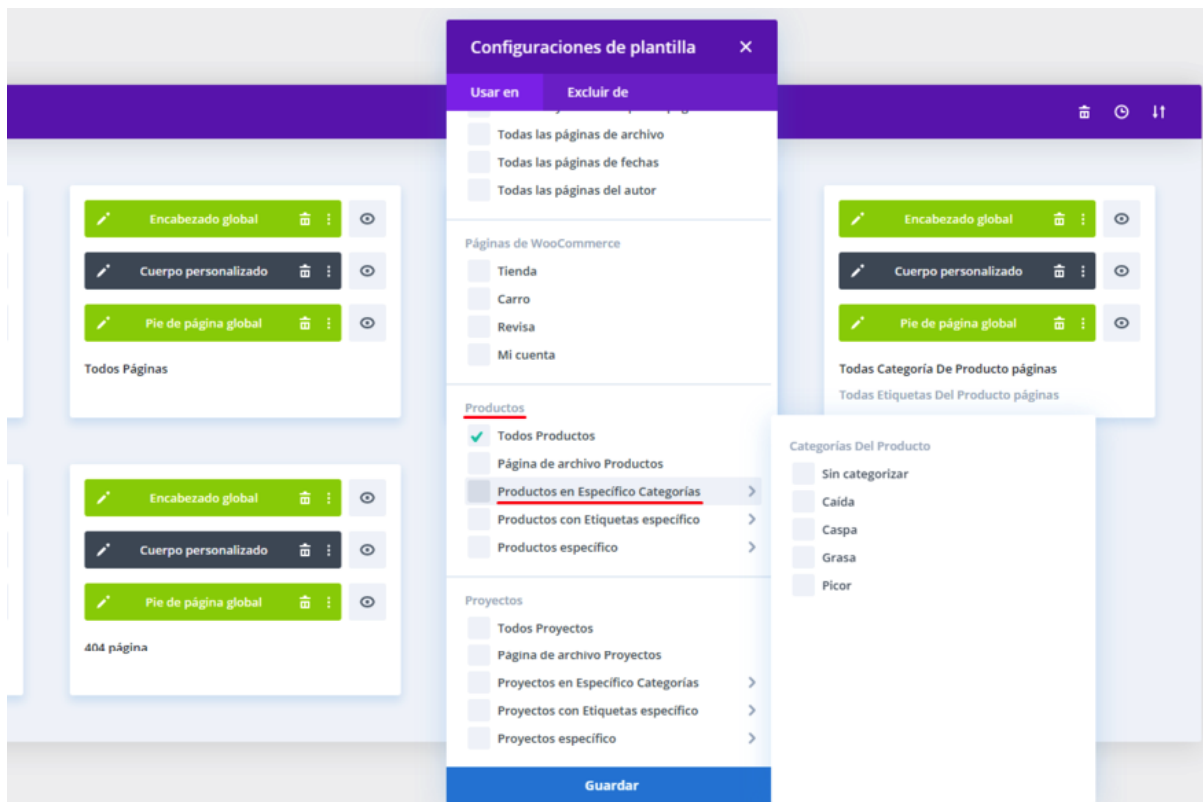 Configuraciones de plantilla
Usar en
Excluir de
Todas las páginas de archivo
Todas las páginas de fechas
Todas las páginas del autor
Páginas de WooCommerce
Tienda
Carro
Revisa
Mi cuenta
Productos
Todos Productos
Página de archivo Productos
Productos en Específico Categorías
Productos con Etiquetas específico
Productos específico
Proyectos
Todos Proyectos
Página de archivo Proyectos
Proyectos en Específico Categorías
Proyectos con Etiquetas específico
Proyectos específico
Guardar
Categorías Del Producto
Sin categorizar
Caída
Caspa
Grasa
Picor
Encabezado global
Cuerpo personalizado
Pie de página global
Todos Páginas
Encabezado global
Cuerpo personalizado
Pie de página global
404 página
Encabezado global
Cuerpo personalizado
Pie de página global
Todas Categoría De Producto páginas
Todas Etiquetas Del Producto páginas